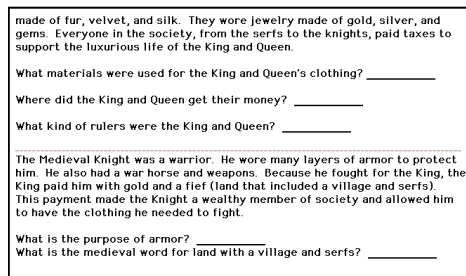 made of fur, velvet, and silk. They wore jewelry made of gold, silver, and
gems. Everyone in the society, from the serfs to the knights, paid taxes to
support the luxurious life of the King and Queen.
What materials were used for the King and Queen's clothing? __________
Where did the King and Queen get their money? __________
What kind of rulers were the King and Queen? __________
The Medieval Knight was a warrior. He wore many layers of armor to protect
him. He also had a war horse and weapons. Because he fought for the King, the
King paid him with gold and a fief (land that included a village and serfs).
This payment made the Knight a wealthy member of society and allowed him
to have the clothing he needed to fight.
What is the purpose of armor? __________
What is the medieval word for land with a village and serfs? __________